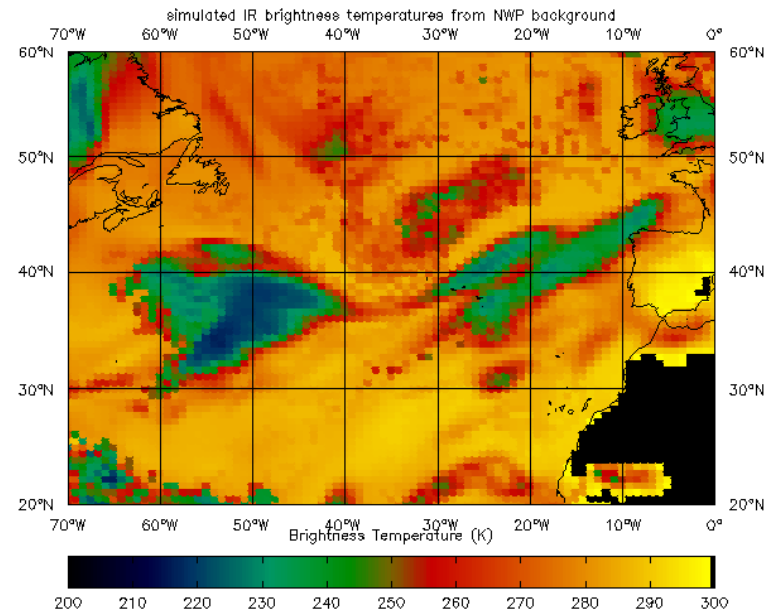 simulated IR brightness temperatures from NWP background
70°W 60°W 50°W 40°W 30°W 20°W 10°W 0°
60°N 60°N
50°N 50°N
40°N 40°N
30°N 30°N
20°N 20°N
70°W 60°W 50°W 40°W 30°W 20°W 10°W 0°
Brightness Temperature (K)
200 210 220 230 240 250 260 270 280 290 300